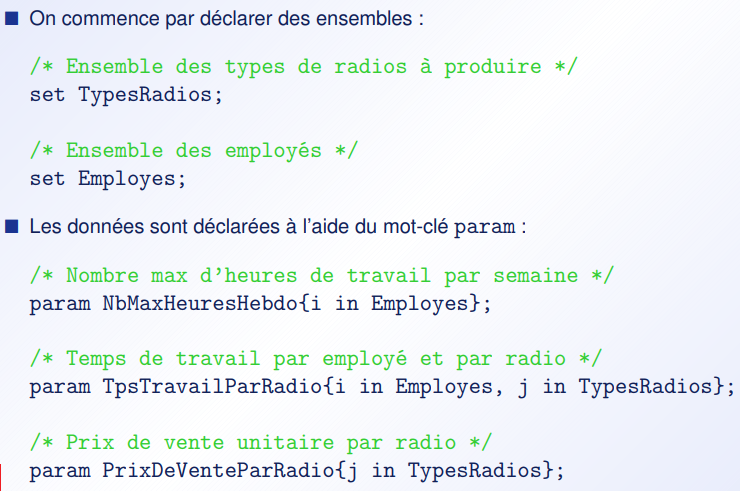 On commence par déclarer des ensembles :
/* Ensemble des types de radios à produire */
set TypesRadios;
/* Ensemble des employés */
set Employes;
Les données sont déclarées à l'aide du mot-clé param :
/* Nombre max d'heures de travail par semaine */
param NbMaxHeuresHebdo{i in Employes};
/* Temps de travail par employé et par radio */
param TpsTravailParRadio{i in Employes, j in TypesRadios};
/* Prix de vente unitaire par radio */
param PrixDeVenteParRadio{j in TypesRadios};